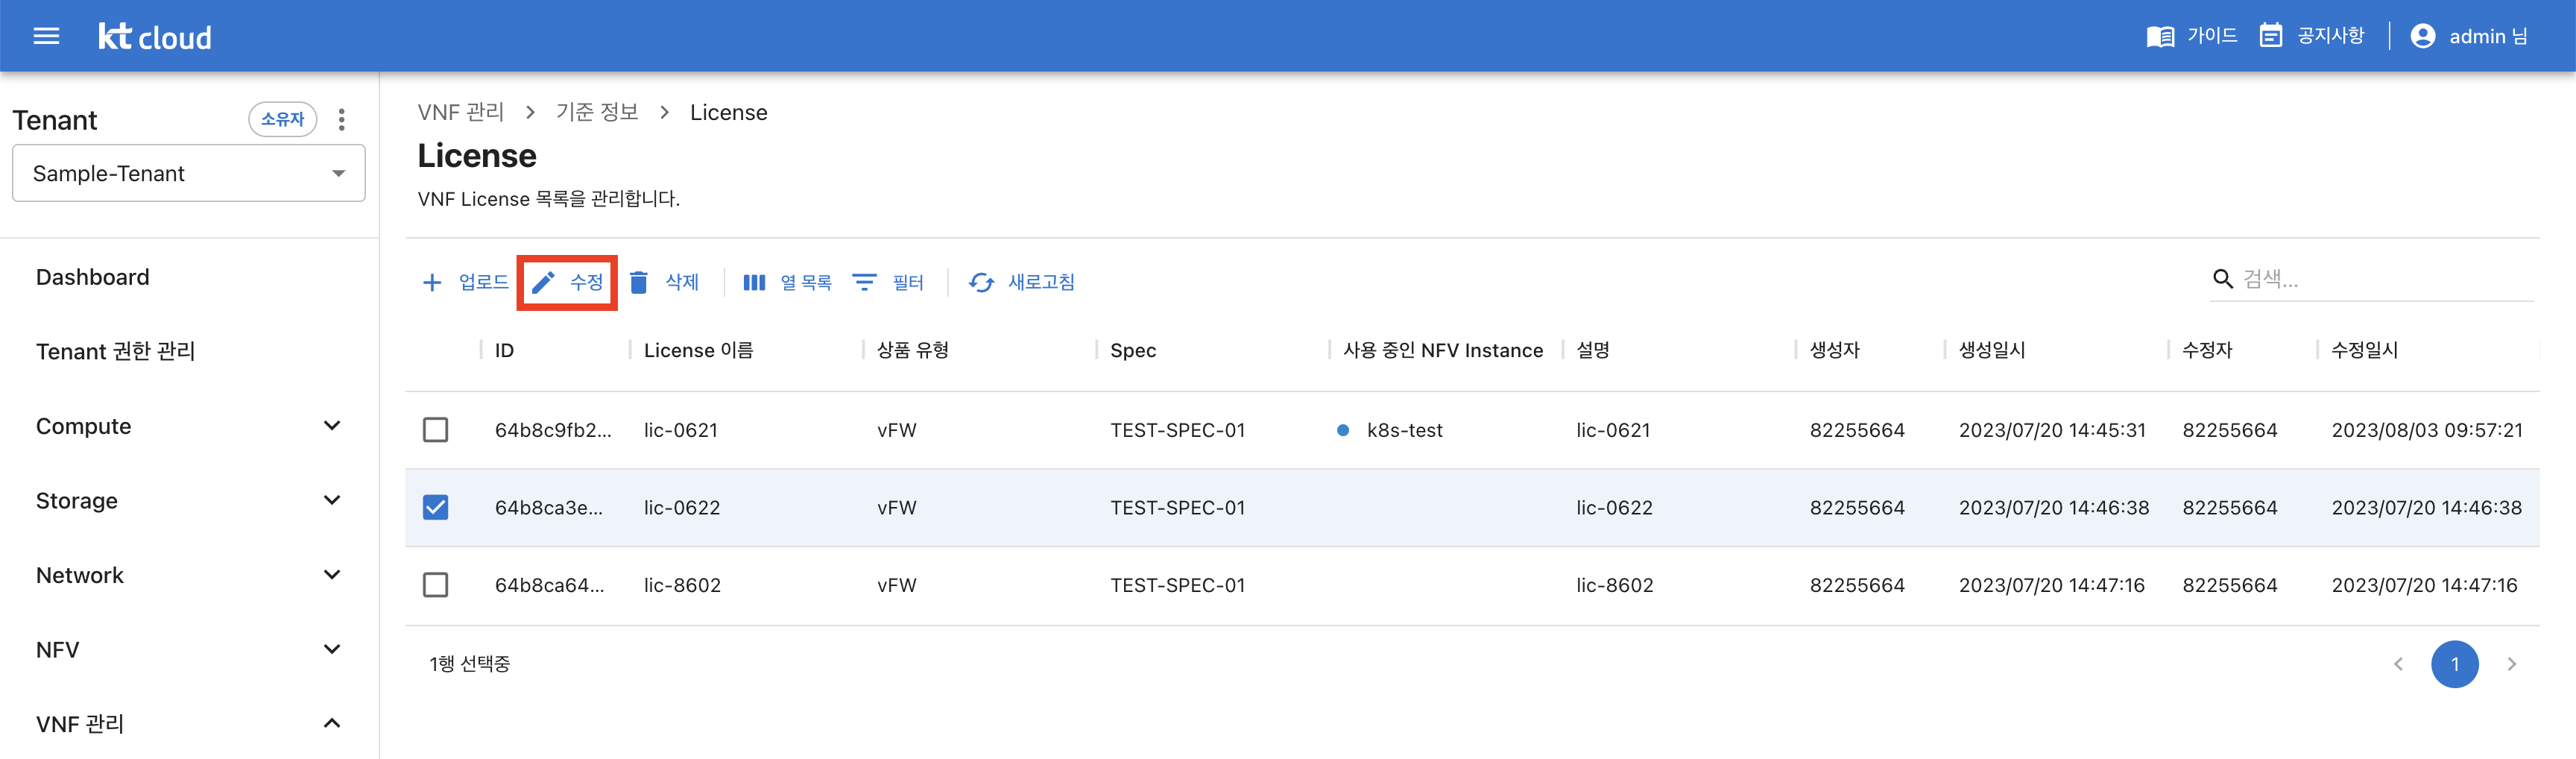 kt cloud
가이드
공지사항
admin 님
Tenant
소유자
Sample-Tenant
Dashboard
Tenant 권한 관리
Compute
Storage
Network
NFV
VNF 관리
VNF 관리 > 기준 정보 > License
License
VNF License 목록을 관리합니다.
업로드 수정 삭제 열 목록 필터 새로고침
검색...
ID License 이름 상품 유형 Spec 사용 중인 NFV Instance 설명 생성자 생성일시 수정자 수정일시
64b8c9fb2... lic-0621 vFW TEST-SPEC-01 k8s-test lic-0621 82255664 2023/07/20 14:45:31 82255664 2023/08/03 09:57:21
64b8ca3e... lic-0622 vFW TEST-SPEC-01 lic-0622 82255664 2023/07/20 14:46:38 82255664 2023/07/20 14:46:38
64b8ca64... lic-8602 vFW TEST-SPEC-01 lic-8602 82255664 2023/07/20 14:47:16 82255664 2023/07/20 14:47:16
1행 선택중
1